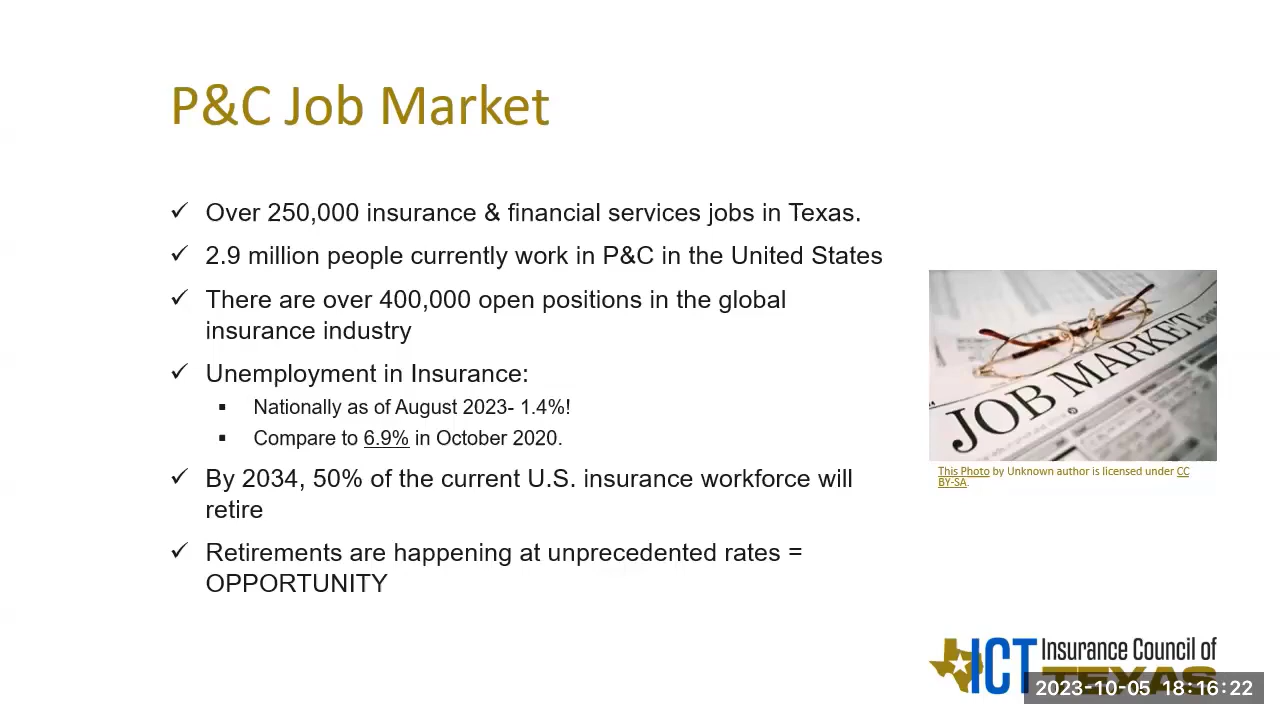 P&C Job Market
✓ Over 250,000 insurance & financial services jobs in Texas.
✓ 2.9 million people currently work in P&C in the United States
✓ There are over 400,000 open positions in the global
insurance industry
✓ Unemployment in Insurance:
▪ Nationally as of August 2023- 1.4%!
▪ Compare to 6.9% in October 2020.
✓ By 2034, 50% of the current U.S. insurance workforce will
retire
✓ Retirements are happening at unprecedented rates =
OPPORTUNITY
JOB MARKET
This Photo by Unknown author is licensed under CC
BY-SA.
ICT Insurance Council of
TEXAS
2023-10-05 18:16:22